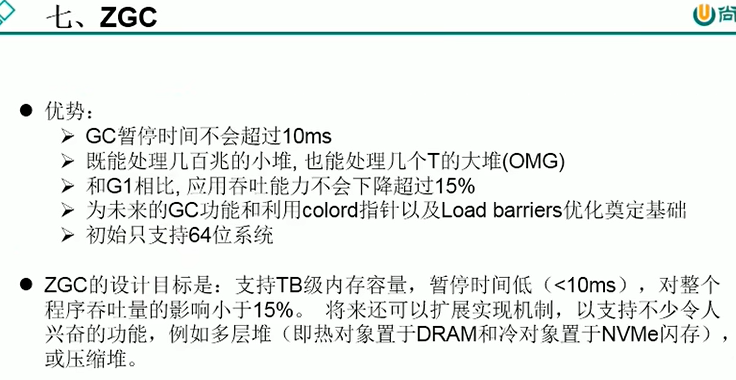 七、ZGC
尚
● 优势：
➢ GC暂停时间不会超过10ms
➢ 既能处理几百兆的小堆, 也能处理几个T的大堆(OMG)
➢ 和G1相比, 应用吞吐能力不会下降超过15%
➢ 为未来的GC功能和利用colord指针以及Load barriers优化奠定基础
➢ 初始只支持64位系统
● ZGC的设计目标是：支持TB级内存容量，暂停时间低（<10ms），对整个
程序吞吐量的影响小于15%。 将来还可以扩展实现机制，以支持不少令人
兴奋的功能，例如多层堆（即热对象置于DRAM和冷对象置于NVMe闪存），
或压缩堆。